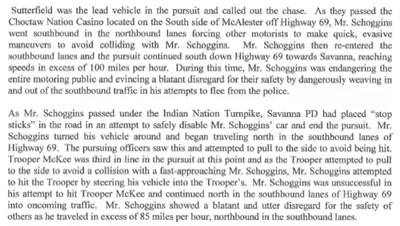 Sutterfield was the lead vehicle in the pursuit and called out the chase. As they passed the
Choctaw Nation Casino located on the South side of McAlester off Highway 69, Mr. Schoggins
went southbound in the northbound lanes forcing other motorists to make quick, evasive
maneuvers to avoid colliding with Mr. Schoggins. Mr. Schoggins then re-entered the
southbound lanes and the pursuit continued south down Highway 69 towards Savanna, reaching
speeds in excess of 100 miles per hour. During this time, Mr. Schoggins was endangering the
entire motoring public and evincing a blatant disregard for their safety by dangerously weaving in
and out of the southbound traffic in his attempts to flee from the police.
As Mr. Schoggins passed under the Indian Nation Turnpike, Savanna PD had placed "stop
sticks" in the road in an attempt to safely disable Mr. Schoggins' car and end the pursuit. Mr.
Schoggins turned his vehicle around and began traveling north in the southbound lanes of
Highway 69. The pursuing officers saw this and attempted to pull to the side to avoid being hit.
Trooper McKee was third in line in the pursuit at this point and as the Trooper attempted to pull
to the side to avoid a collision with a fast-approaching Mr. Schoggins, Mr. Schoggins attempted
to hit the Trooper by steering his vehicle into the Trooper's. Mr. Schoggins was unsuccessful in
his attempt to hit Trooper McKee and continued north in the southbound lanes of Highway 69
into oncoming traffic. Mr. Schoggins showed a blatant and utter disregard for the safety of
others as he traveled in excess of 85 miles per hour, northbound in the southbound lanes.